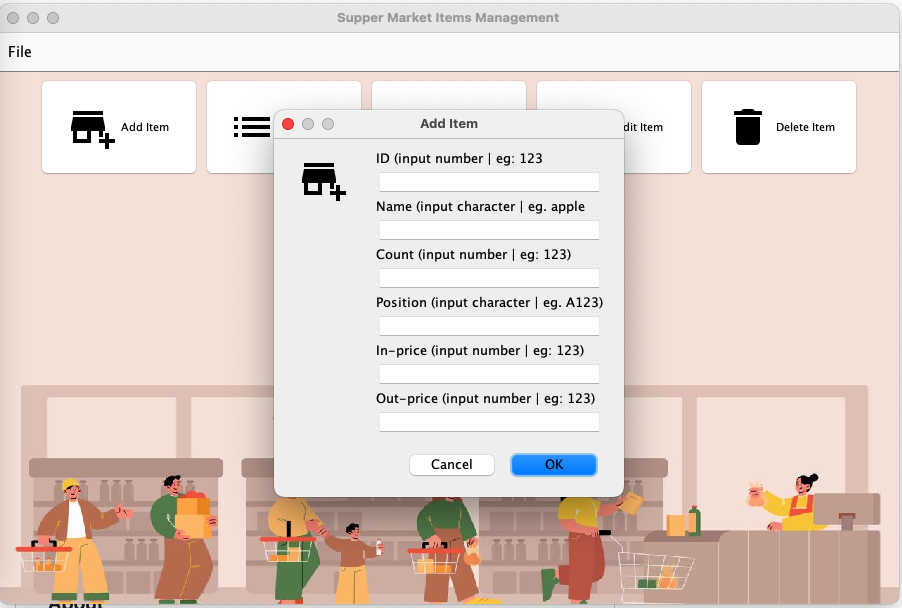 Supper Market Items Management
File
Add Item
dit Item
Delete Item
Add Item
ID (input number | eg: 123
Name (input character | eg. apple
Count (input number | eg: 123)
Position (input character | eg. A123)
In-price (input number | eg: 123)
Out-price (input number | eg: 123)
Cancel
OK
About